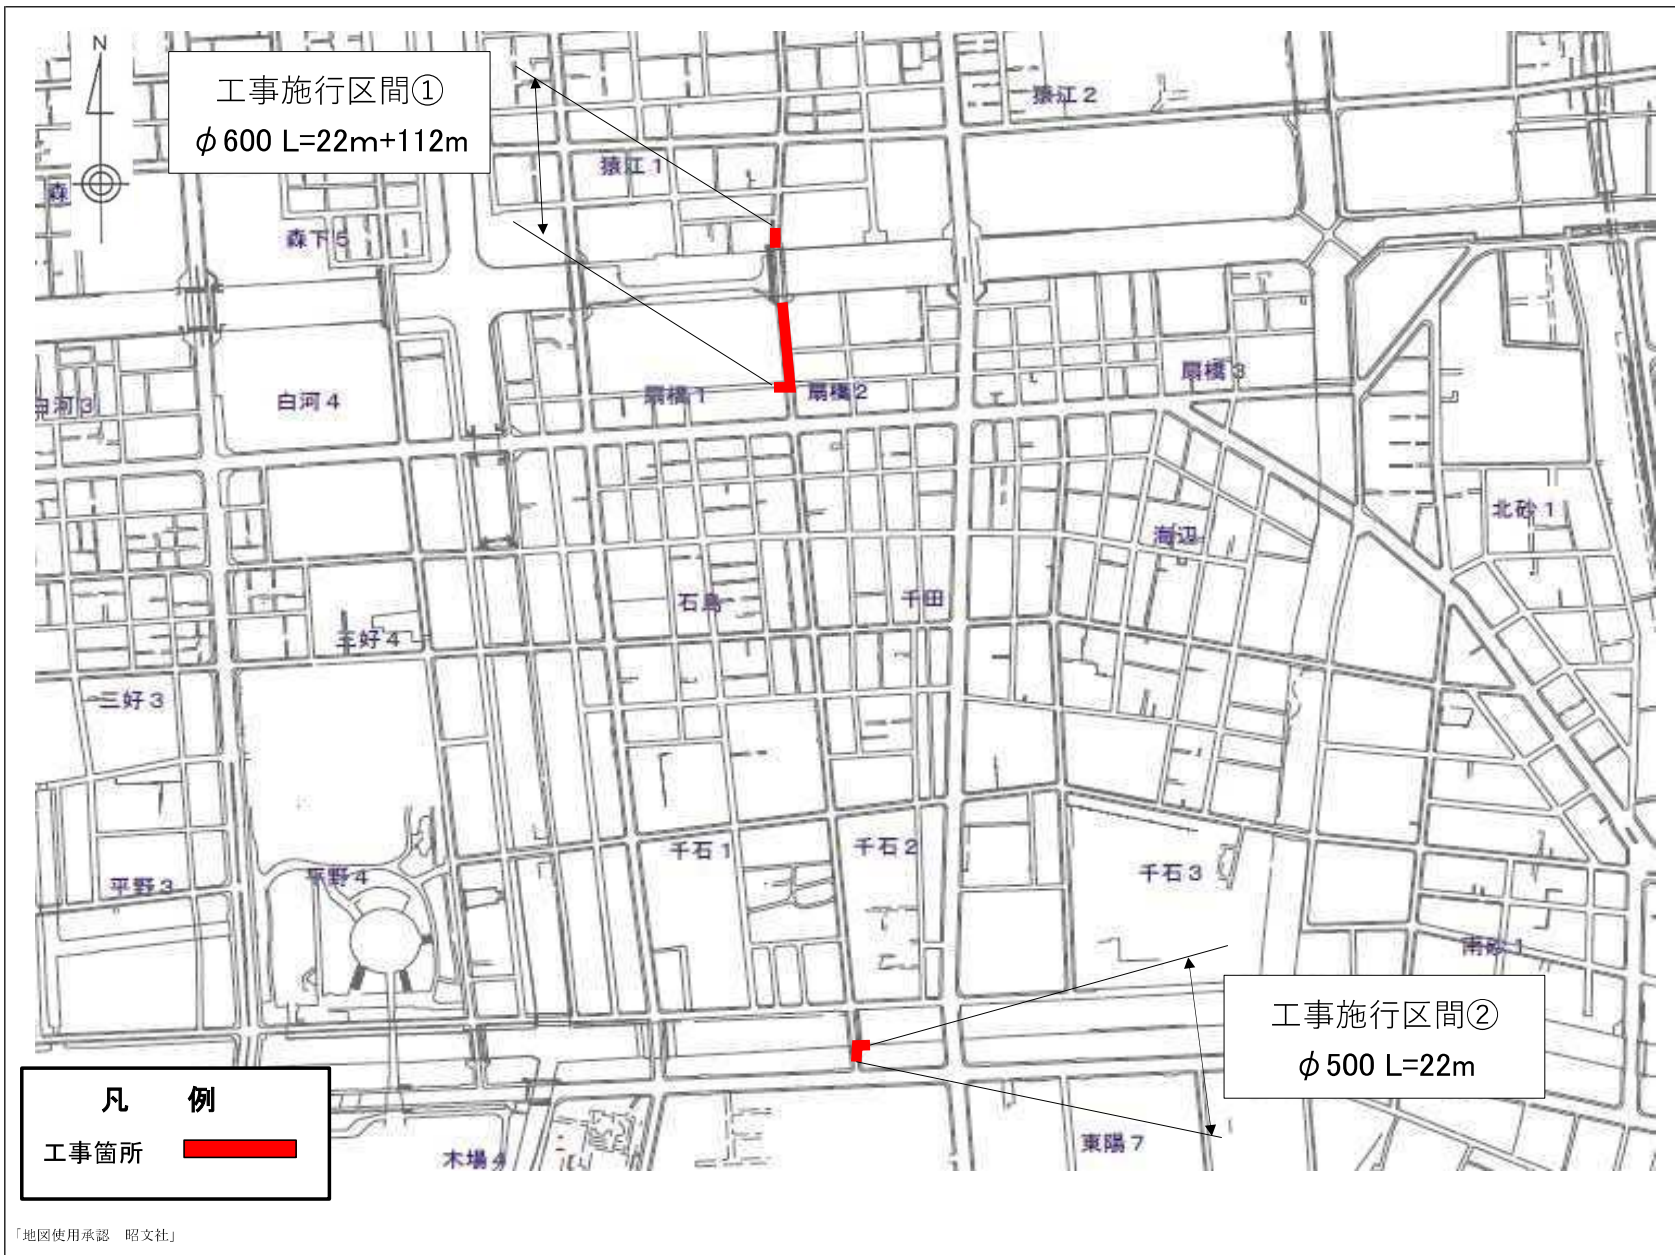 N
工事施行区間①
φ600 L=22m+112m
猿江2
猿江1
森
森下5
扇橋3
白河3
白河4
扇橋1
扇橋2
北砂1
海辺
石島
千田
三好4
三好3
千石1
千石2
千石3
平野3
平野4
南砂1
工事施行区間②
φ500 L=22m
凡 例
工事箇所
木場4
東陽7
「地図使用承認 昭文社」